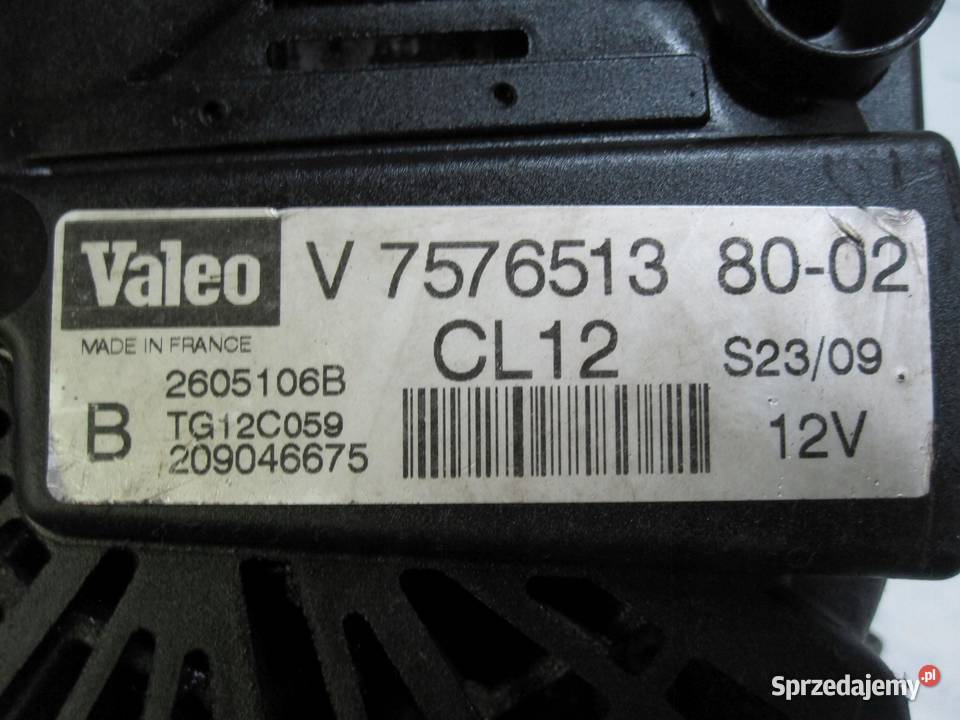 Valeo V 7576513 80-02
MADE IN FRANCE CL12 S23/09
2605106B
B TG12C059 12V
209046675
Sprzedajemy.pl